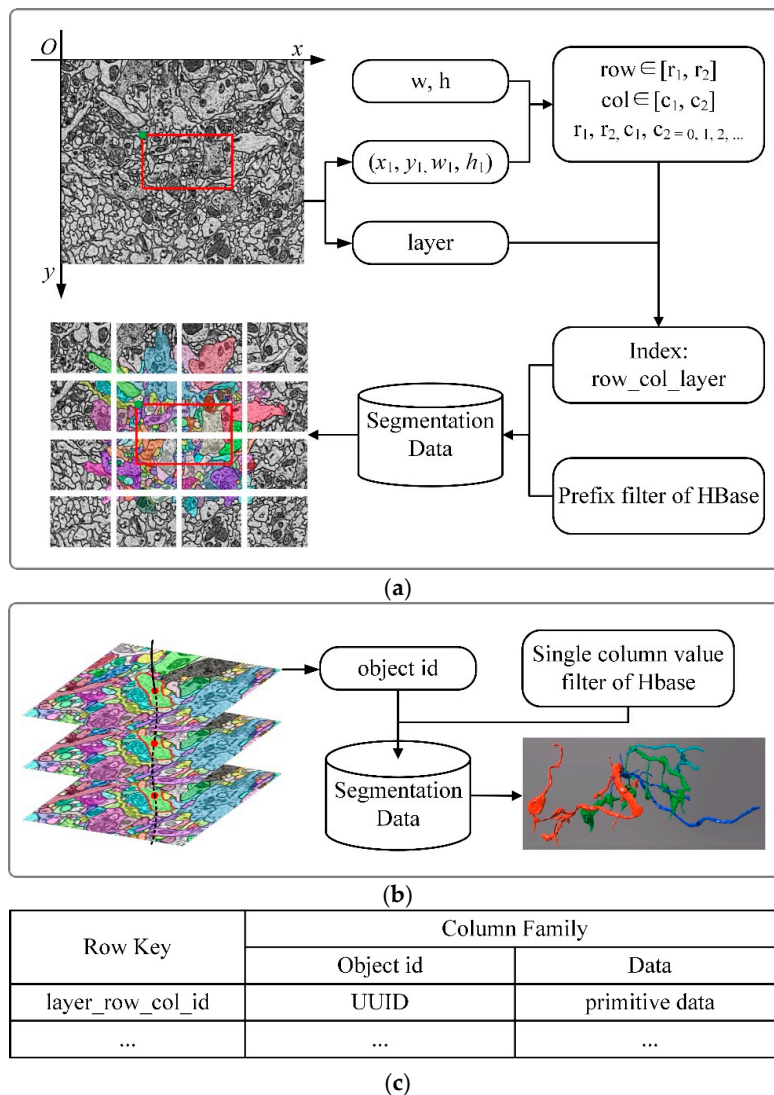 O
x
y
w, h
(x₁, y₁, w₁, h₁)
layer
row∈[r₁, r₂]
col∈[c₁, c₂]
r₁, r₂, c₁, c₂ = 0, 1, 2, ...
Index:
row_col_layer
Segmentation
Data
Prefix filter of HBase
(a)
object id
Single column value
filter of Hbase
Segmentation
Data
(b)
Row Key
Column Family
Object id
Data
layer_row_col_id
UUID
primitive data
...
...
...
(c)